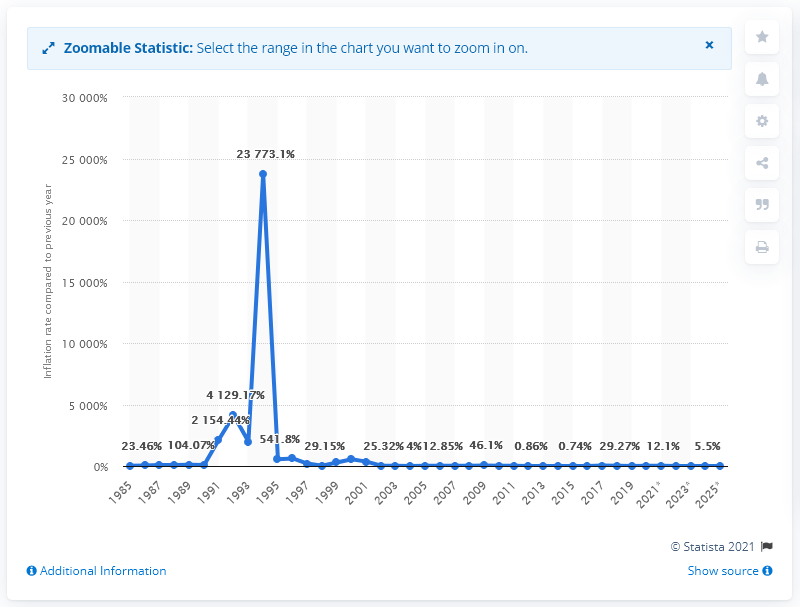 Zoomable Statistic: Select the range in the chart you want to zoom in on.
×
Inflation rate compared to previous year
30 000%
25 000%
20 000%
15 000%
10 000%
5 000%
0%
23 773.1%
4 129.17%
2 154.44%
541.8%
23.46% 104.07% 29.15% 25.32% 4% 12.85% 46.1% 0.86% 0.74% 29.27% 12.1% 5.5%
1985 1987 1989 1991 1993 1995 1997 1999 2001 2003 2005 2007 2009 2011 2013 2015 2017 2019 2021* 2023* 2025*
© Statista 2021
Additional Information
Show source